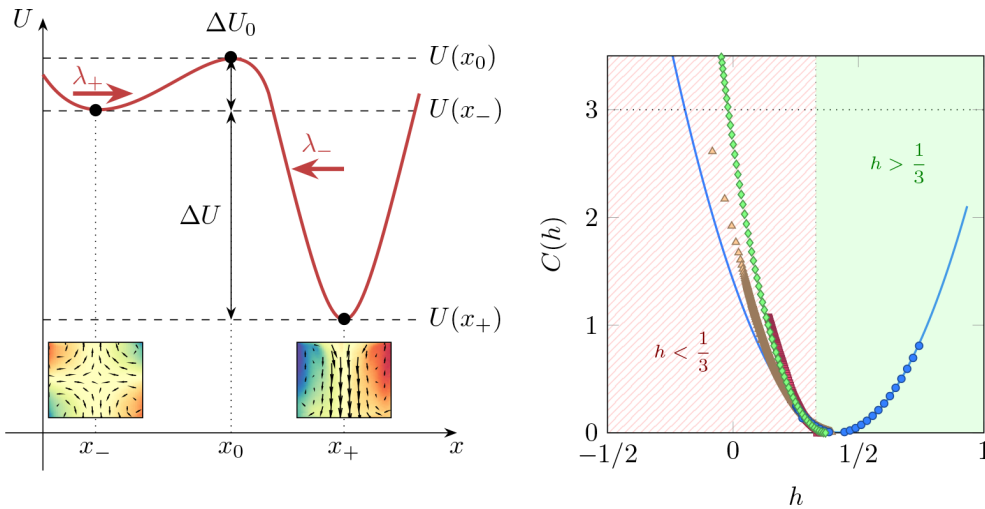 U
ΔU₀
U(x₀)
λ₊
U(x₋)
λ₋
ΔU
U(x₊)
x₋
x₀
x₊
x
C(h)
3
2
1
0
h < 1/3
h > 1/3
−1/2
0
1/2
1
h